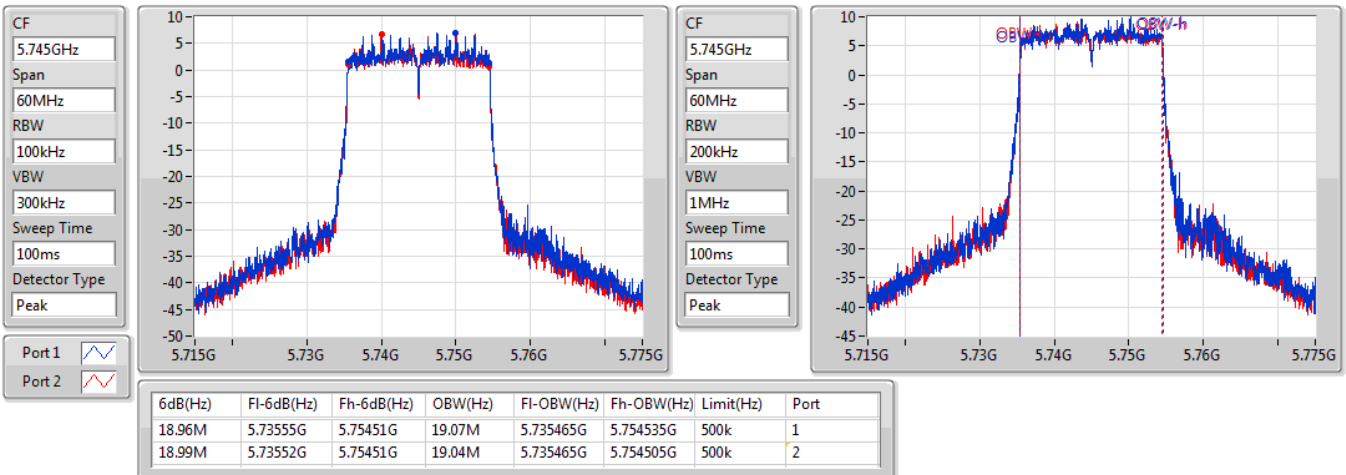 CF
5.745GHz
Span
60MHz
RBW
100kHz
VBW
300kHz
Sweep Time
100ms
Detector Type
Peak
Port 1
Port 2
10
5
0
-5
-10
-15
-20
-25
-30
-35
-40
-45
-50
5.715G 5.73G 5.74G 5.75G 5.76G 5.775G
CF
5.745GHz
Span
60MHz
RBW
200kHz
VBW
1MHz
Sweep Time
100ms
Detector Type
Peak
10
5
0
-5
-10
-15
-20
-25
-30
-35
-40
-45
OBW-h
5.715G 5.73G 5.74G 5.75G 5.76G 5.775G
6dB(Hz) Fl-6dB(Hz) Fh-6dB(Hz) OBW(Hz) Fl-OBW(Hz) Fh-OBW(Hz) Limit(Hz) Port
18.96M 5.73555G 5.75451G 19.07M 5.735465G 5.754535G 500k 1
18.99M 5.73552G 5.75451G 19.04M 5.735465G 5.754505G 500k 2